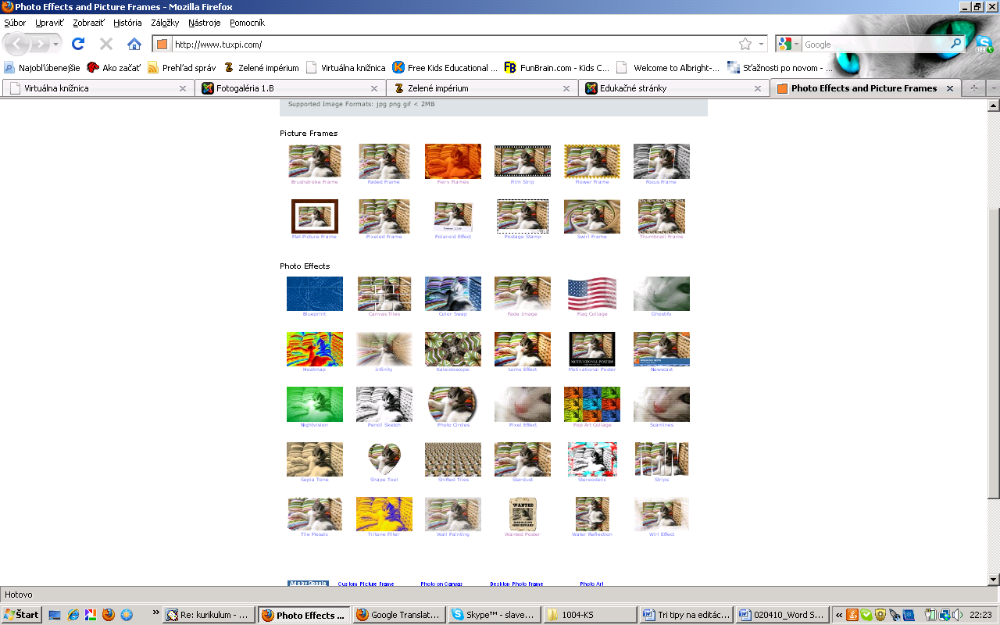 Photo Effects and Picture Frames - Mozilla Firefox
Súbor Upraviť Zobraziť História Záložky Nástroje Pomocník
http://www.tuxpi.com/ Google
Najobľúbenejšie Ako začať Prehľad správ Zelené impérium Virtuálna knižnica Free Kids Educational ... FunBrain.com - Kids C... Welcome to Albright-... Sťažnosti po novom - ...
Virtuálna knižnica Fotogaléria 1.B Zelené impérium Edukačné stránky Photo Effects and Picture Frames
Supported Image Formats: jpg png gif < 2MB
Picture Frames
Brushstroke Frame Faded Frame Fiery Flames Film Strip Flower Frame Focus Frame
Mat Picture Frame Pixeled Frame Polaroid Effect Postage Stamp Swirl Frame Thumbnail Frame
Photo Effects
Blueprint Canvas Tiles Color Swap Fade Image Flag Collage Ghostify
MOTIVATIONAL POSTERS
Heatmap Infinity Kaleidoscope Lomo Effect Motivational Poster Newscast
Nightvision Pencil Sketch Photo Circles Pixel Effect Pop Art Collage Scanlines
Sepia Tone Shape Tool Shifted Tiles Stardust Stereodelic Strips
WANTED
Tile Mosaic Tritone Filter Wall Painting Wanted Poster Water Reflection Wirl Effect
Ads by Google Custom Picture Frame Photo on Canvas Desktop Photo Frame Photo Art
Hotovo
Štart Re: kurikulum - ... Photo Effects ... Google Translat... Skype™ - slave... 1004-KS Tri tipy na editác... 020410_Word S... 22:23